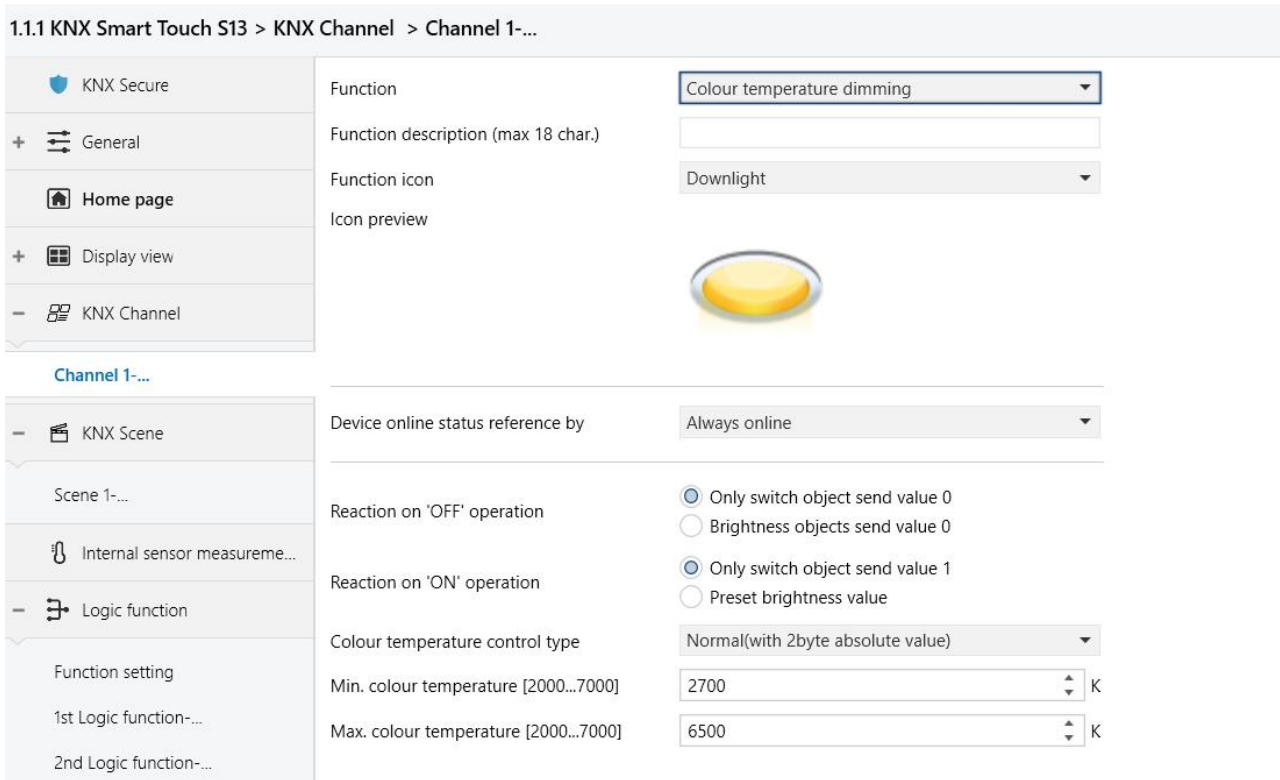 1.1.1 KNX Smart Touch S13 > KNX Channel > Channel 1-...
KNX Secure
General
Home page
Display view
KNX Channel
Channel 1-...
KNX Scene
Scene 1-...
Internal sensor measureme...
Logic function
Function setting
1st Logic function-...
2nd Logic function-...
Function
Colour temperature dimming
Function description (max 18 char.)
Function icon
Downlight
Icon preview
Device online status reference by
Always online
Reaction on 'OFF' operation
Only switch object send value 0
Brightness objects send value 0
Reaction on 'ON' operation
Only switch object send value 1
Preset brightness value
Colour temperature control type
Normal(with 2byte absolute value)
Min. colour temperature [2000...7000]
2700 K
Max. colour temperature [2000...7000]
6500 K